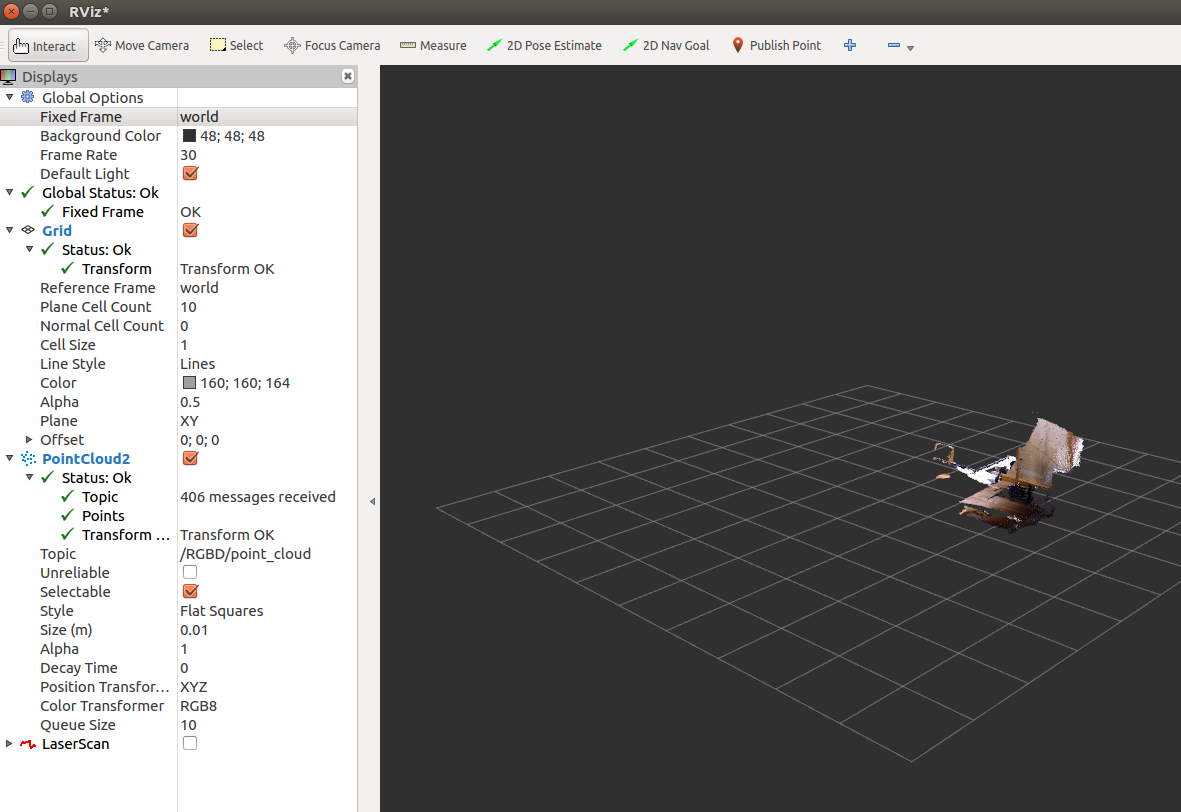 RViz*
Interact Move Camera Select Focus Camera Measure 2D Pose Estimate 2D Nav Goal Publish Point
Displays
Global Options
Fixed Frame world
Background Color 48; 48; 48
Frame Rate 30
Default Light
Global Status: Ok
Fixed Frame OK
Grid
Status: Ok
Transform Transform OK
Reference Frame world
Plane Cell Count 10
Normal Cell Count 0
Cell Size 1
Line Style Lines
Color 160; 160; 164
Alpha 0.5
Plane XY
Offset 0; 0; 0
PointCloud2
Status: Ok
Topic 406 messages received
Points
Transform ... Transform OK
Topic /RGBD/point_cloud
Unreliable
Selectable
Style Flat Squares
Size (m) 0.01
Alpha 1
Decay Time 0
Position Transfor... XYZ
Color Transformer RGB8
Queue Size 10
LaserScan